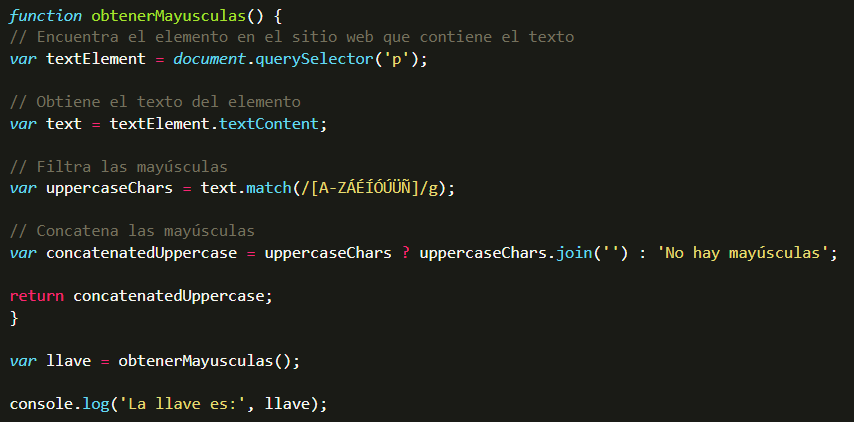 function obtenerMayusculas() {
// Encuentra el elemento en el sitio web que contiene el texto
var textElement = document.querySelector('p');
// Obtiene el texto del elemento
var text = textElement.textContent;
// Filtra las mayúsculas
var uppercaseChars = text.match(/[A-ZÁÉÍÓÚÜÑ]/g);
// Concatena las mayúsculas
var concatenatedUppercase = uppercaseChars ? uppercaseChars.join('') : 'No hay mayúsculas';
return concatenatedUppercase;
}
var llave = obtenerMayusculas();
console.log('La llave es:', llave);